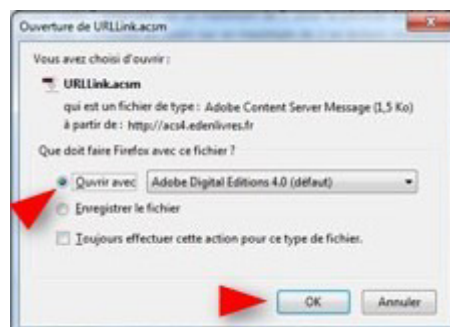 Ouverture de URLLink.acsm
Vous avez choisi d'ouvrir :
URLLink.acsm
qui est un fichier de type : Adobe Content Server Message (1,5 Ko)
à partir de : http://acs4.edenlivres.fr
Que doit faire Firefox avec ce fichier ?
Ouvrir avec Adobe Digital Editions 4.0 (défaut)
Enregistrer le fichier
Toujours effectuer cette action pour ce type de fichier.
OK Annuler